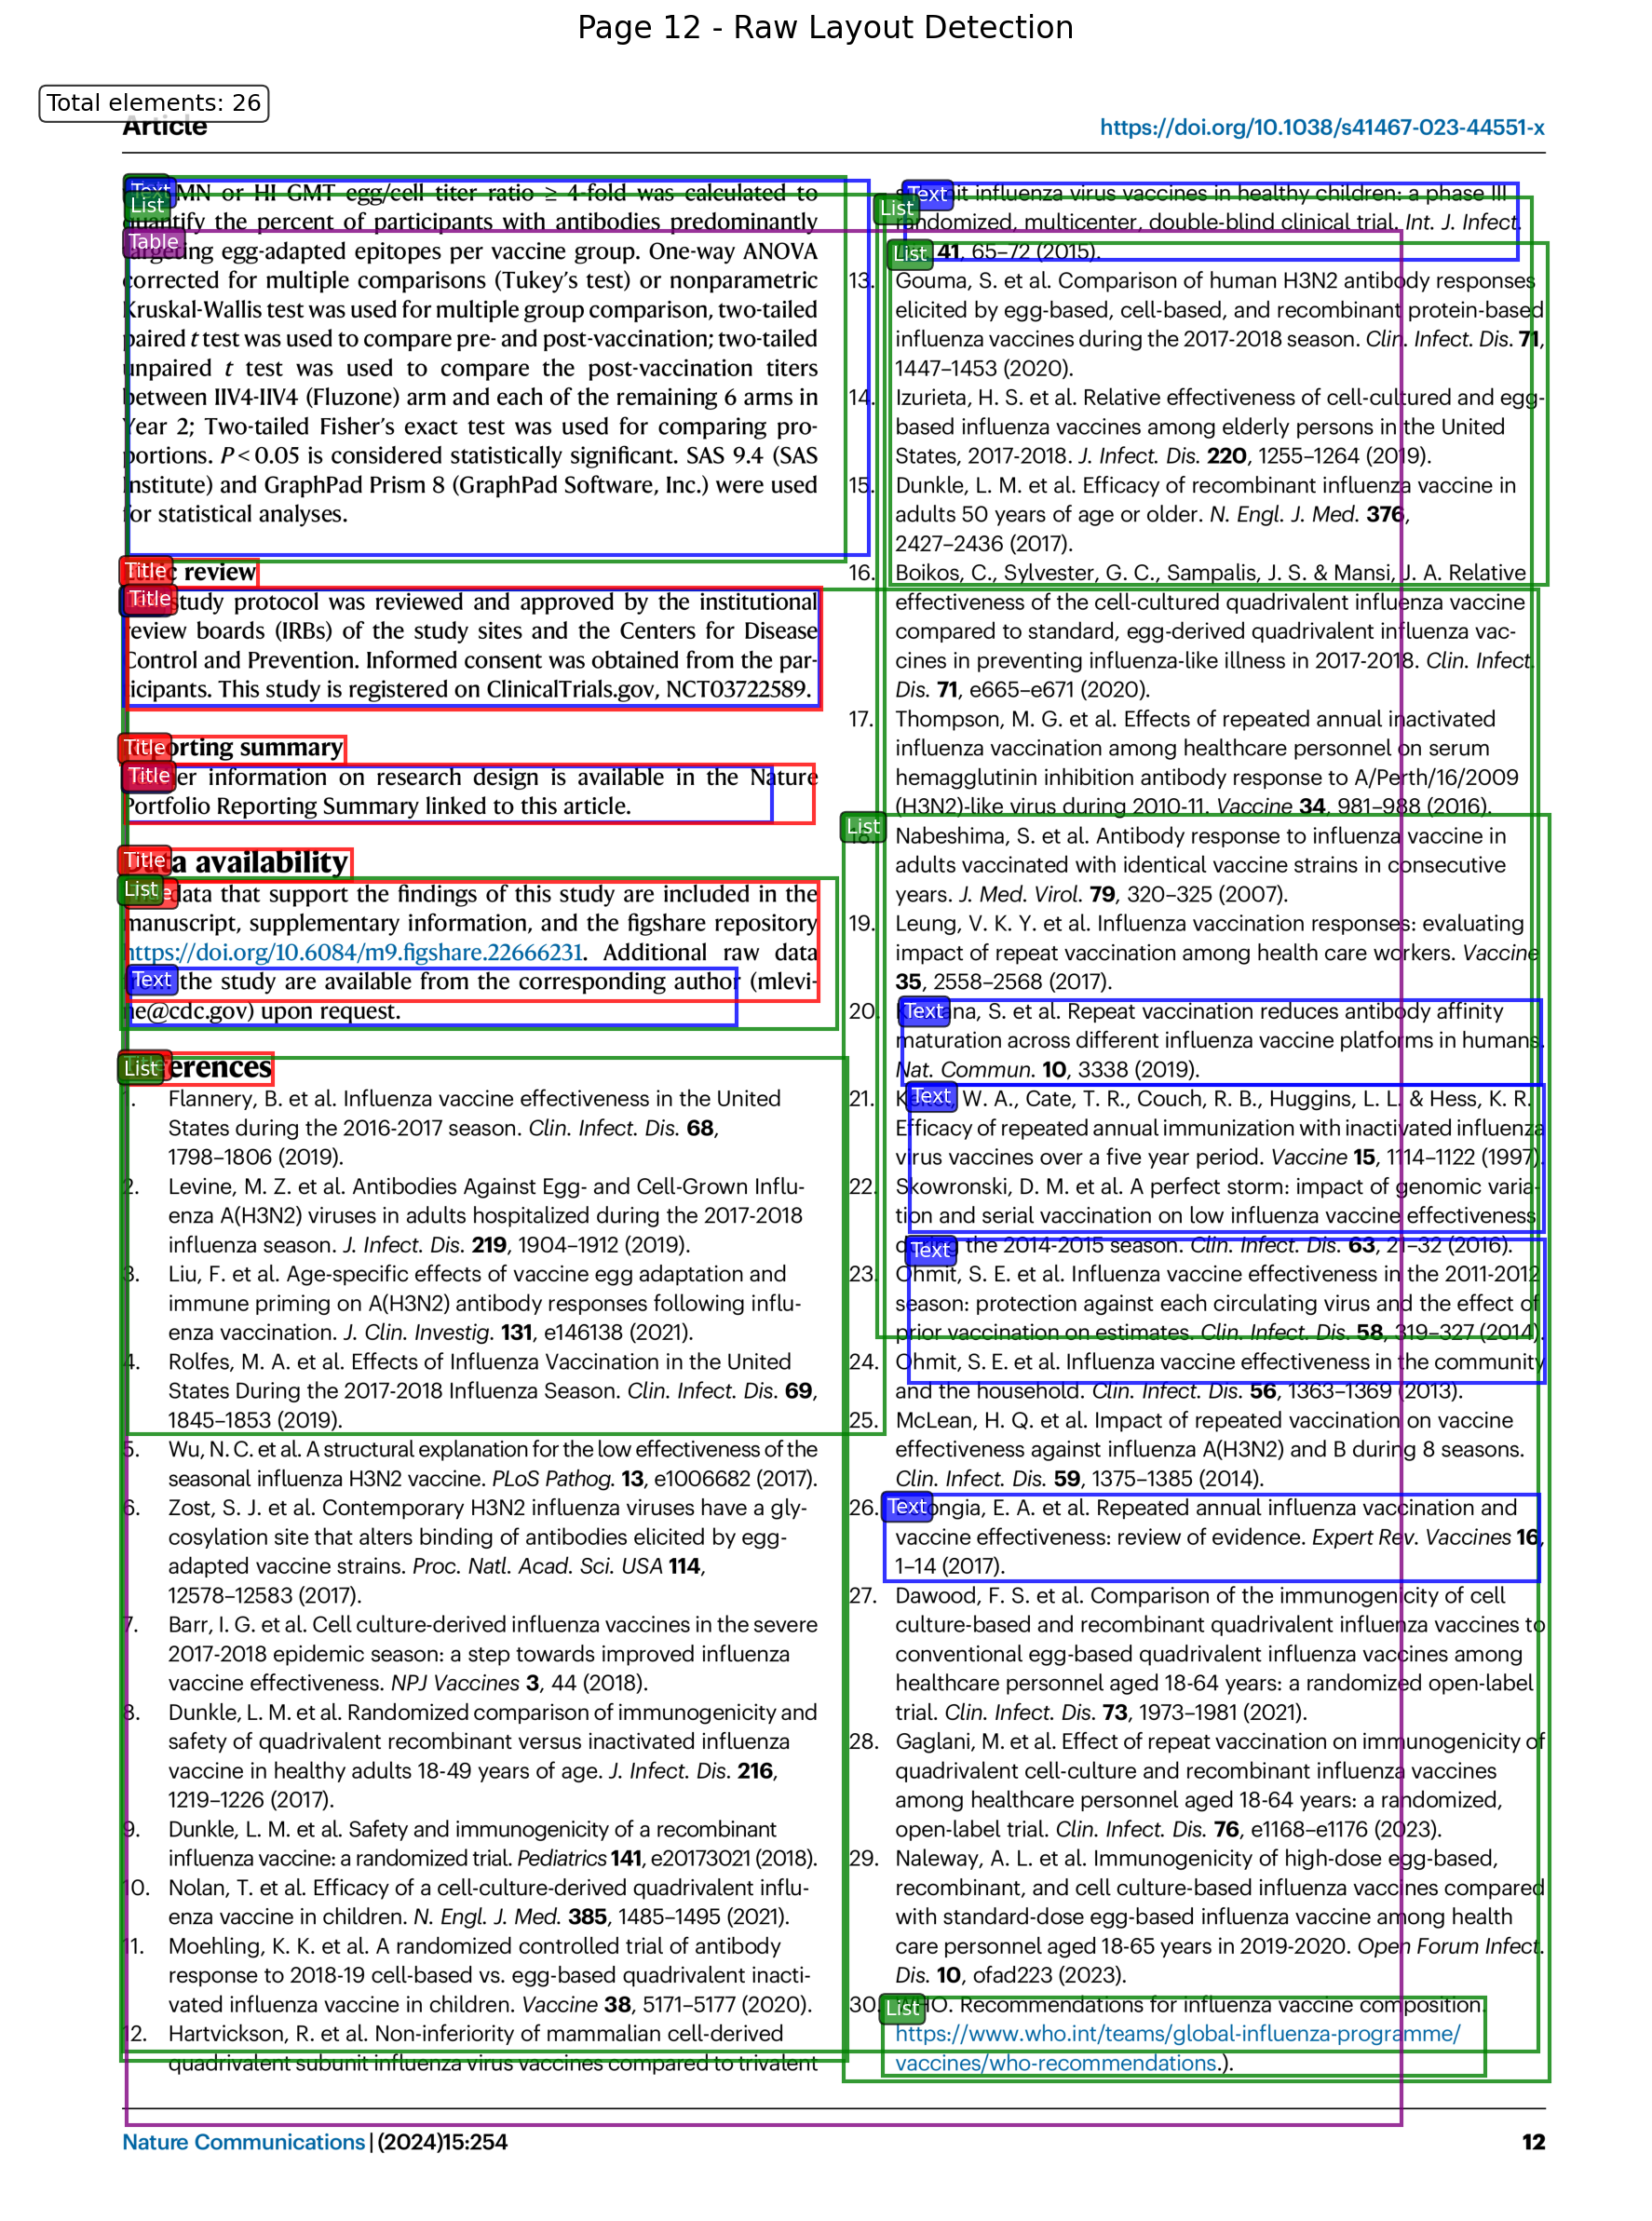 Page 12 - Raw Layout Detection
Total elements: 26
Article
https://doi.org/10.1038/s41467-023-44551-x
Text
List
Table
MN or HI GMT egg/cell titer ratio ≥ 4-fold was calculated to
quantify the percent of participants with antibodies predominantly
targeting egg-adapted epitopes per vaccine group. One-way ANOVA
corrected for multiple comparisons (Tukey's test) or nonparametric
Kruskal-Wallis test was used for multiple group comparison, two-tailed
paired t test was used to compare pre- and post-vaccination; two-tailed
unpaired t test was used to compare the post-vaccination titers
between IIV4-IIV4 (Fluzone) arm and each of the remaining 6 arms in
Year 2; Two-tailed Fisher's exact test was used for comparing pro-
portions. P < 0.05 is considered statistically significant. SAS 9.4 (SAS
Institute) and GraphPad Prism 8 (GraphPad Software, Inc.) were used
for statistical analyses.
Title
review
Title
study protocol was reviewed and approved by the institutional
review boards (IRBs) of the study sites and the Centers for Disease
Control and Prevention. Informed consent was obtained from the par-
ticipants. This study is registered on ClinicalTrials.gov, NCT03722589.
Title
Reporting summary
Title
er information on research design is available in the Nature
Portfolio Reporting Summary linked to this article.
Title
Data availability
List
data that support the findings of this study are included in the
manuscript, supplementary information, and the figshare repository
https://doi.org/10.6084/m9.figshare.22666231. Additional raw data
Text
the study are available from the corresponding author (mlevi-
ne@cdc.gov) upon request.
List
References
1. Flannery, B. et al. Influenza vaccine effectiveness in the United
States during the 2016-2017 season. Clin. Infect. Dis. 68,
1798–1806 (2019).
2. Levine, M. Z. et al. Antibodies Against Egg- and Cell-Grown Influ-
enza A(H3N2) viruses in adults hospitalized during the 2017-2018
influenza season. J. Infect. Dis. 219, 1904–1912 (2019).
3. Liu, F. et al. Age-specific effects of vaccine egg adaptation and
immune priming on A(H3N2) antibody responses following influ-
enza vaccination. J. Clin. Investig. 131, e146138 (2021).
4. Rolfes, M. A. et al. Effects of Influenza Vaccination in the United
States During the 2017-2018 Influenza Season. Clin. Infect. Dis. 69,
1845–1853 (2019).
5. Wu, N. C. et al. A structural explanation for the low effectiveness of the
seasonal influenza H3N2 vaccine. PLoS Pathog. 13, e1006682 (2017).
6. Zost, S. J. et al. Contemporary H3N2 influenza viruses have a gly-
cosylation site that alters binding of antibodies elicited by egg-
adapted vaccine strains. Proc. Natl. Acad. Sci. USA 114,
12578–12583 (2017).
7. Barr, I. G. et al. Cell culture-derived influenza vaccines in the severe
2017-2018 epidemic season: a step towards improved influenza
vaccine effectiveness. NPJ Vaccines 3, 44 (2018).
8. Dunkle, L. M. et al. Randomized comparison of immunogenicity and
safety of quadrivalent recombinant versus inactivated influenza
vaccine in healthy adults 18-49 years of age. J. Infect. Dis. 216,
1219–1226 (2017).
9. Dunkle, L. M. et al. Safety and immunogenicity of a recombinant
influenza vaccine: a randomized trial. Pediatrics 141, e20173021 (2018).
10. Nolan, T. et al. Efficacy of a cell-culture-derived quadrivalent influ-
enza vaccine in children. N. Engl. J. Med. 385, 1485–1495 (2021).
11. Moehling, K. K. et al. A randomized controlled trial of antibody
response to 2018-19 cell-based vs. egg-based quadrivalent inacti-
vated influenza vaccine in children. Vaccine 38, 5171–5177 (2020).
12. Hartvickson, R. et al. Non-inferiority of mammalian cell-derived
quadrivalent subunit influenza virus vaccines compared to trivalent
Text
List
it influenza virus vaccines in healthy children: a phase III
randomized, multicenter, double-blind clinical trial. Int. J. Infect.
List
41, 65–72 (2015).
13. Gouma, S. et al. Comparison of human H3N2 antibody responses
elicited by egg-based, cell-based, and recombinant protein-based
influenza vaccines during the 2017-2018 season. Clin. Infect. Dis. 71,
1447–1453 (2020).
14. Izurieta, H. S. et al. Relative effectiveness of cell-cultured and egg-
based influenza vaccines among elderly persons in the United
States, 2017-2018. J. Infect. Dis. 220, 1255–1264 (2019).
15. Dunkle, L. M. et al. Efficacy of recombinant influenza vaccine in
adults 50 years of age or older. N. Engl. J. Med. 376,
2427–2436 (2017).
16. Boikos, C., Sylvester, G. C., Sampalis, J. S. & Mansi, J. A. Relative
effectiveness of the cell-cultured quadrivalent influenza vaccine
compared to standard, egg-derived quadrivalent influenza vac-
cines in preventing influenza-like illness in 2017-2018. Clin. Infect.
Dis. 71, e665–e671 (2020).
17. Thompson, M. G. et al. Effects of repeated annual inactivated
influenza vaccination among healthcare personnel on serum
hemagglutinin inhibition antibody response to A/Perth/16/2009
(H3N2)-like virus during 2010-11. Vaccine 34, 981–988 (2016).
List
18. Nabeshima, S. et al. Antibody response to influenza vaccine in
adults vaccinated with identical vaccine strains in consecutive
years. J. Med. Virol. 79, 320–325 (2007).
19. Leung, V. K. Y. et al. Influenza vaccination responses: evaluating
impact of repeat vaccination among health care workers. Vaccine
35, 2558–2568 (2017).
Text
20. ana, S. et al. Repeat vaccination reduces antibody affinity
maturation across different influenza vaccine platforms in humans.
Nat. Commun. 10, 3338 (2019).
Text
21. W. A., Cate, T. R., Couch, R. B., Huggins, L. L. & Hess, K. R.
Efficacy of repeated annual immunization with inactivated influenza
virus vaccines over a five year period. Vaccine 15, 1114–1122 (1997).
22. Skowronski, D. M. et al. A perfect storm: impact of genomic varia-
tion and serial vaccination on low influenza vaccine effectiveness
Text
during the 2014-2015 season. Clin. Infect. Dis. 63, 21–32 (2016).
23. Ohmit, S. E. et al. Influenza vaccine effectiveness in the 2011-2012
season: protection against each circulating virus and the effect of
prior vaccination on estimates. Clin. Infect. Dis. 58, 319–327 (2014).
24. Ohmit, S. E. et al. Influenza vaccine effectiveness in the community
and the household. Clin. Infect. Dis. 56, 1363–1369 (2013).
25. McLean, H. Q. et al. Impact of repeated vaccination on vaccine
effectiveness against influenza A(H3N2) and B during 8 seasons.
Clin. Infect. Dis. 59, 1375–1385 (2014).
Text
26. ongia, E. A. et al. Repeated annual influenza vaccination and
vaccine effectiveness: review of evidence. Expert Rev. Vaccines 16,
1–14 (2017).
27. Dawood, F. S. et al. Comparison of the immunogenicity of cell
culture-based and recombinant quadrivalent influenza vaccines to
conventional egg-based quadrivalent influenza vaccines among
healthcare personnel aged 18-64 years: a randomized open-label
trial. Clin. Infect. Dis. 73, 1973–1981 (2021).
28. Gaglani, M. et al. Effect of repeat vaccination on immunogenicity of
quadrivalent cell-culture and recombinant influenza vaccines
among healthcare personnel aged 18-64 years: a randomized,
open-label trial. Clin. Infect. Dis. 76, e1168–e1176 (2023).
29. Naleway, A. L. et al. Immunogenicity of high-dose egg-based,
recombinant, and cell culture-based influenza vaccines compared
with standard-dose egg-based influenza vaccine among health
care personnel aged 18-65 years in 2019-2020. Open Forum Infect.
Dis. 10, ofad223 (2023).
List
30. WHO. Recommendations for influenza vaccine composition.
https://www.who.int/teams/global-influenza-programme/
vaccines/who-recommendations.).
Nature Communications | (2024)15:254
12